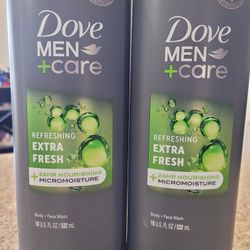 Dove
MEN
+care
REFRESHING
EXTRA
FRESH
24HR NOURISHING
+ MICROMOISTURE
Body + Face Wash
18 U.S. FL OZ/532 mL
Dove
MEN
+care
REFRESHING
EXTRA
FRESH
24HR NOURISHING
+ MICROMOISTURE
Body + Face Wash
18 U.S. FL OZ/532 mL